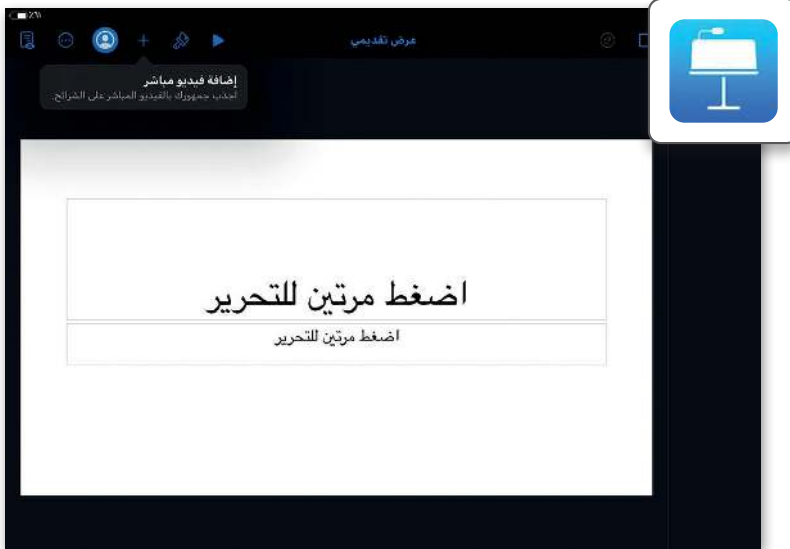 عرض تقديمي
إضافة فيديو مباشر
اجذب جمهورك بالفيديو المباشر على الشرائح.
اضغط مرتين للتحرير
اضغط مرتين للتحرير